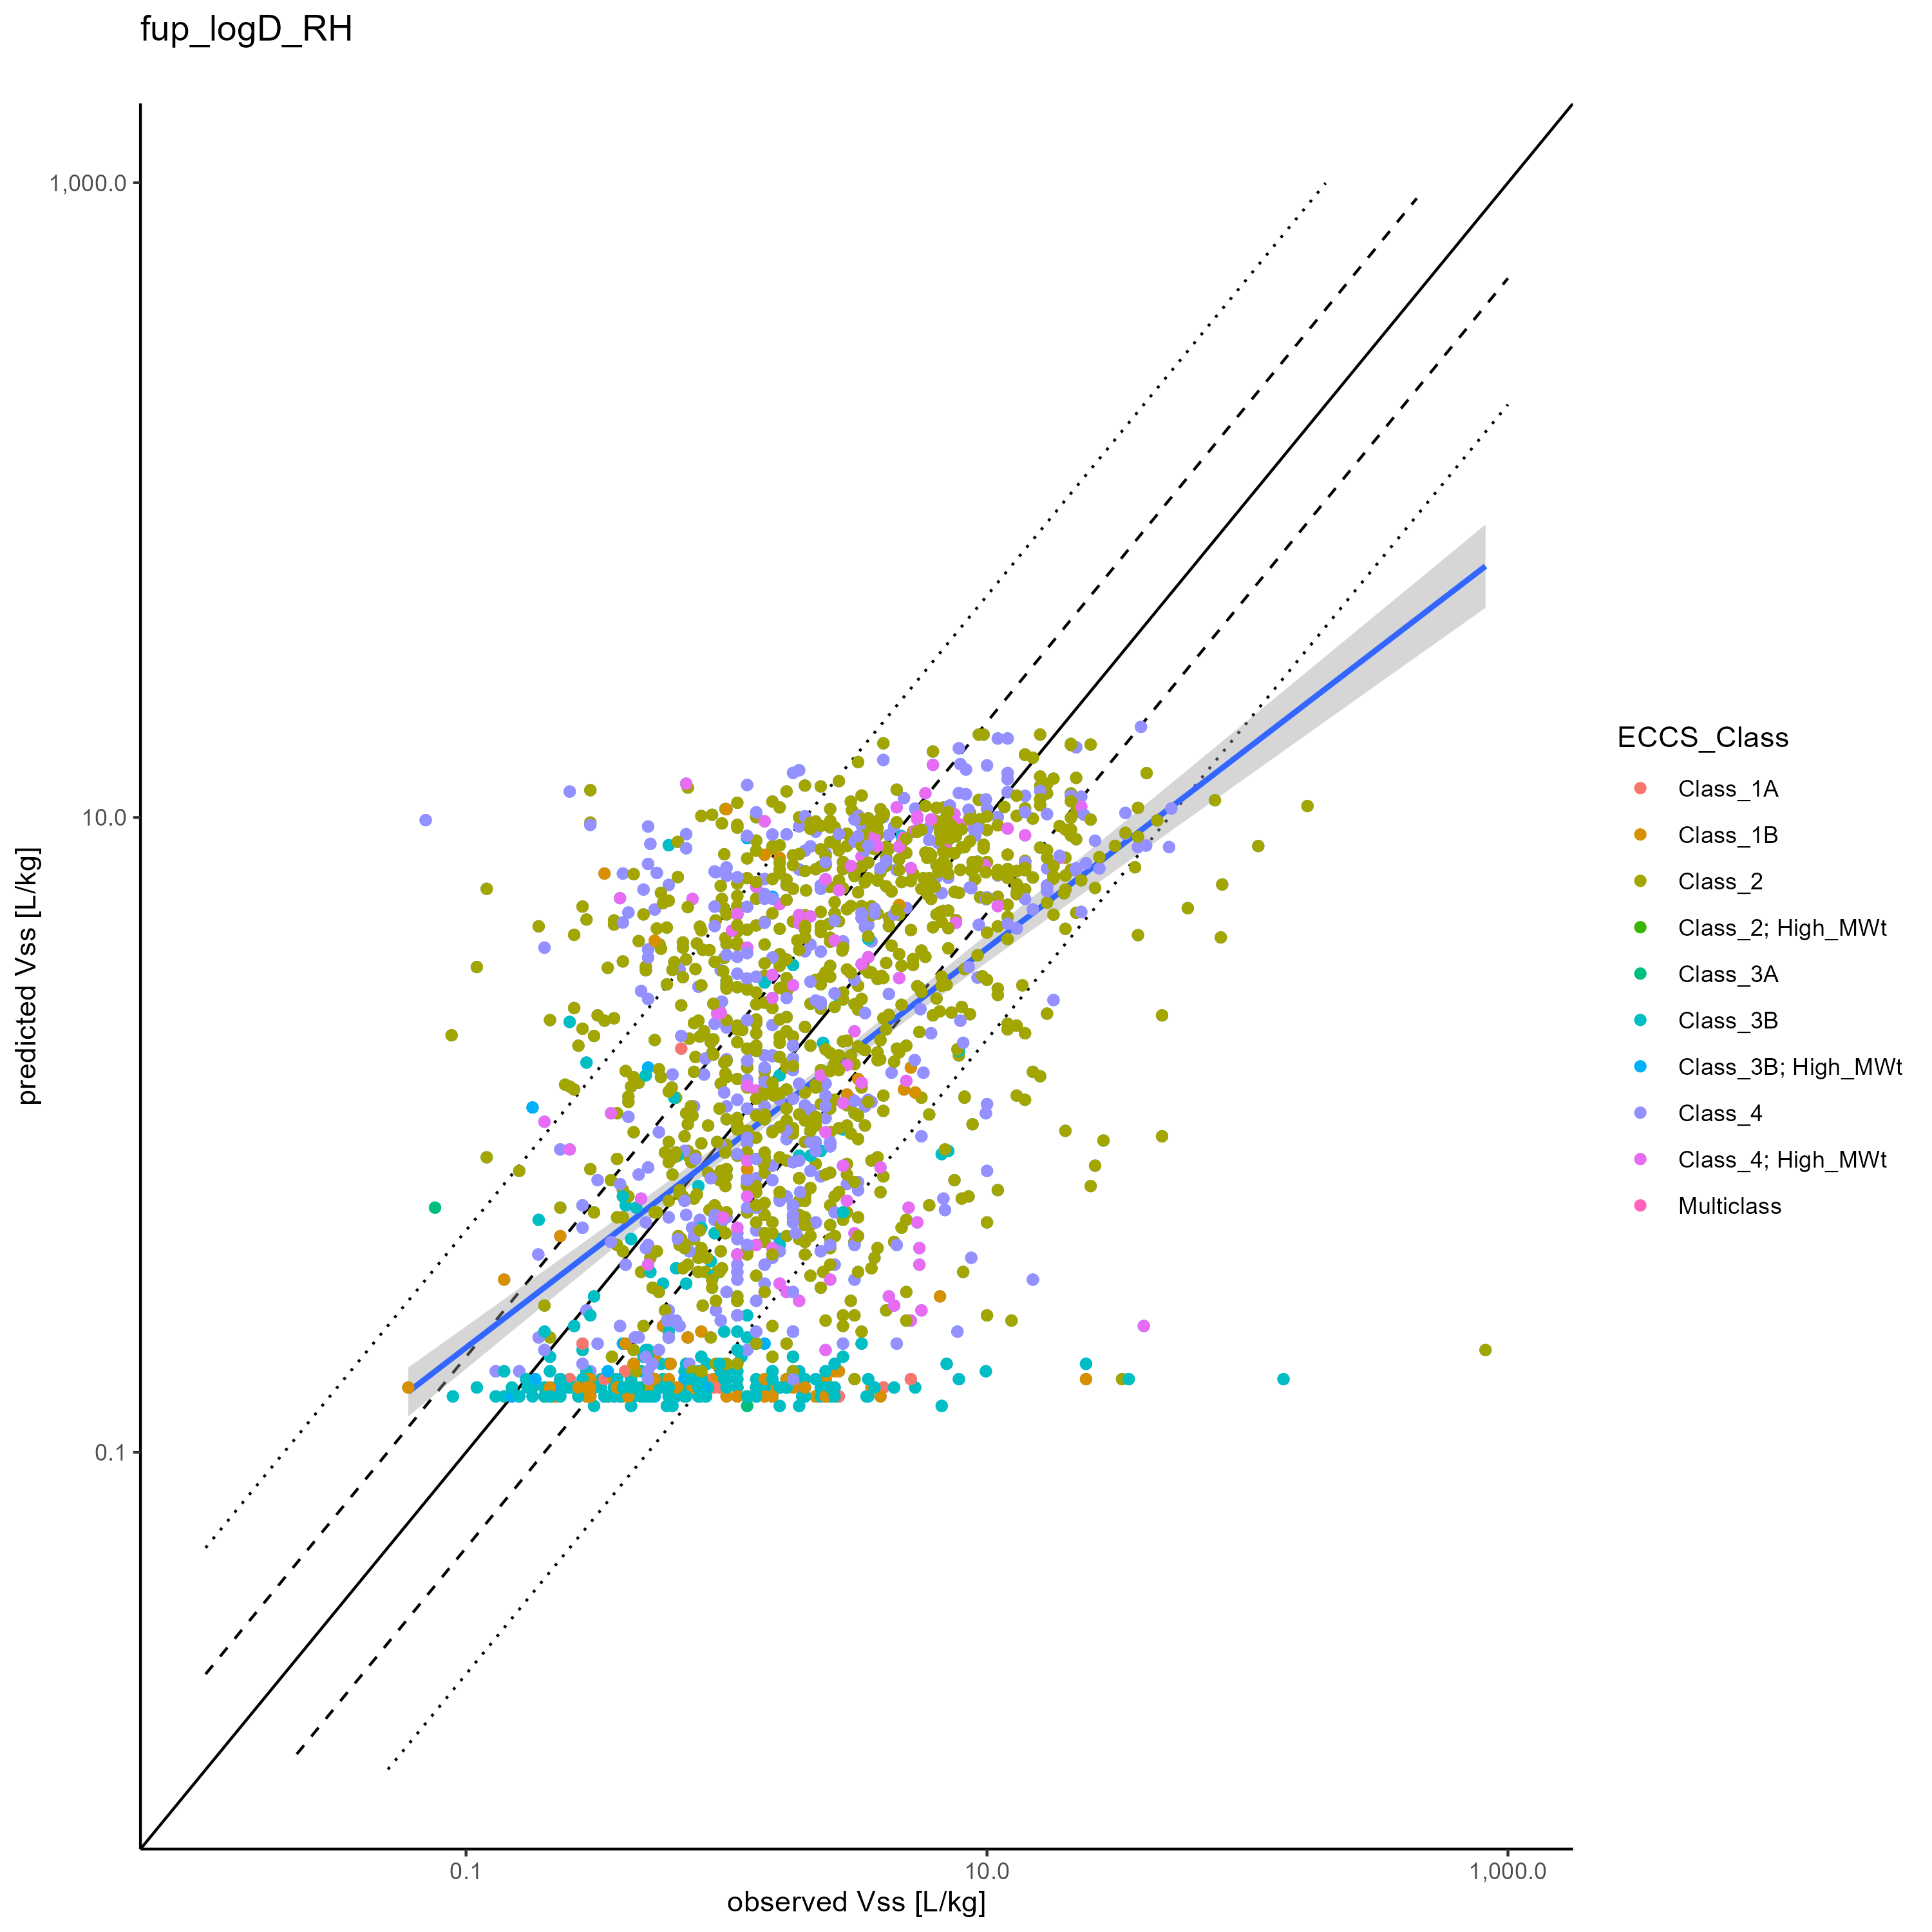 fup_logD_RH
1,000.0
10.0
0.1
predicted Vss [L/kg]
0.1
10.0
1,000.0
observed Vss [L/kg]
ECCS_Class
Class_1A
Class_1B
Class_2
Class_2; High_MWt
Class_3A
Class_3B
Class_3B; High_MWt
Class_4
Class_4; High_MWt
Multiclass